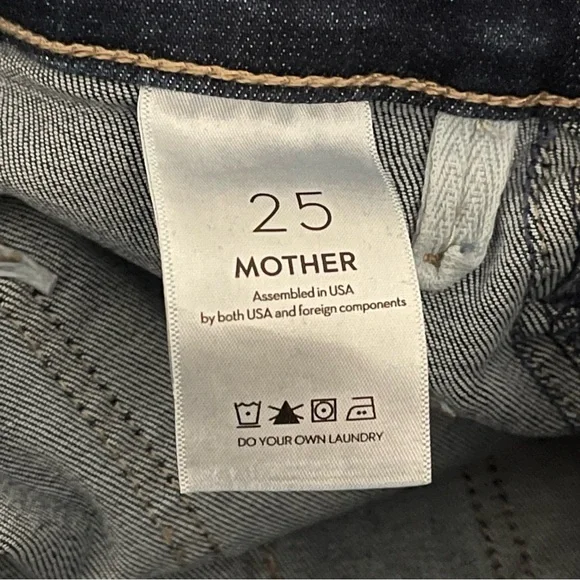 25
MOTHER
Assembled in USA
by both USA and foreign components
DO YOUR OWN LAUNDRY